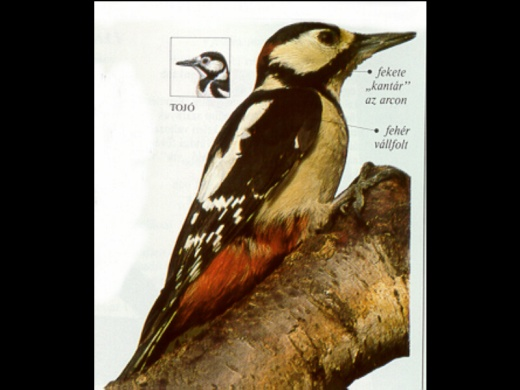 TOJÓ
fekete
„kantár”
az arcon
fehér
vállfolt